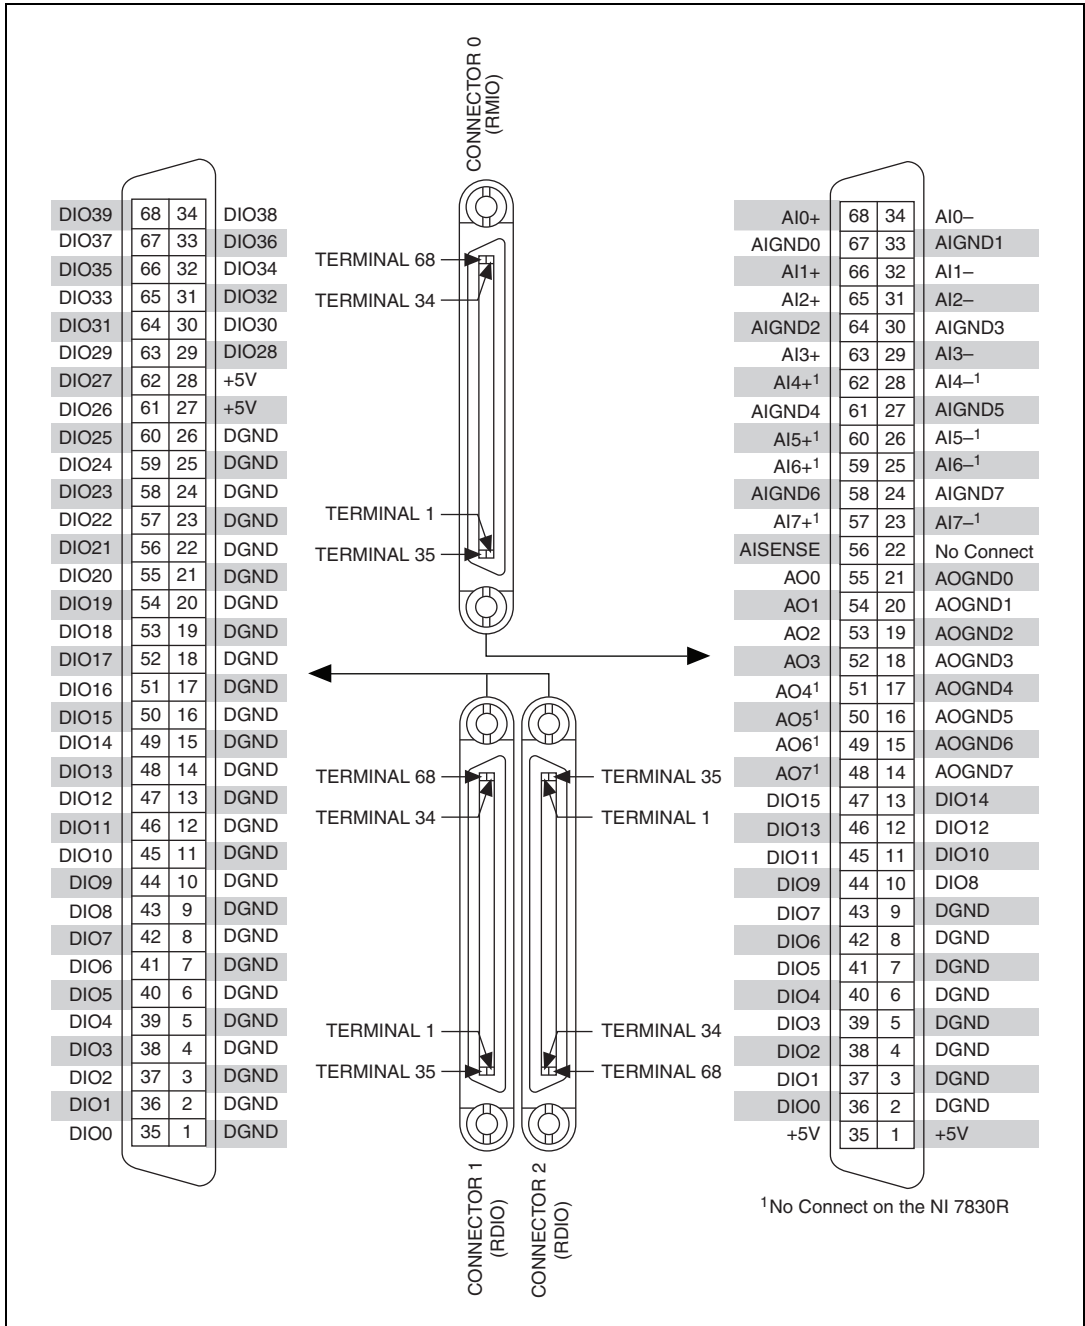 CONNECTOR 0
(RMIO)
DIO39 68 34 DIO38
DIO37 67 33 DIO36
DIO35 66 32 DIO34
DIO33 65 31 DIO32
DIO31 64 30 DIO30
DIO29 63 29 DIO28
DIO27 62 28 +5V
DIO26 61 27 +5V
DIO25 60 26 DGND
DIO24 59 25 DGND
DIO23 58 24 DGND
DIO22 57 23 DGND
DIO21 56 22 DGND
DIO20 55 21 DGND
DIO19 54 20 DGND
DIO18 53 19 DGND
DIO17 52 18 DGND
DIO16 51 17 DGND
DIO15 50 16 DGND
DIO14 49 15 DGND
DIO13 48 14 DGND
DIO12 47 13 DGND
DIO11 46 12 DGND
DIO10 45 11 DGND
DIO9 44 10 DGND
DIO8 43 9 DGND
DIO7 42 8 DGND
DIO6 41 7 DGND
DIO5 40 6 DGND
DIO4 39 5 DGND
DIO3 38 4 DGND
DIO2 37 3 DGND
DIO1 36 2 DGND
DIO0 35 1 DGND
TERMINAL 68
TERMINAL 34
TERMINAL 1
TERMINAL 35
TERMINAL 68
TERMINAL 34
TERMINAL 1
TERMINAL 35
TERMINAL 35
TERMINAL 1
TERMINAL 34
TERMINAL 68
CONNECTOR 1
(RDIO)
CONNECTOR 2
(RDIO)
AI0+ 68 34 AI0–
AIGND0 67 33 AIGND1
AI1+ 66 32 AI1–
AI2+ 65 31 AI2–
AIGND2 64 30 AIGND3
AI3+ 63 29 AI3–
AI4+¹ 62 28 AI4–¹
AIGND4 61 27 AIGND5
AI5+¹ 60 26 AI5–¹
AI6+¹ 59 25 AI6–¹
AIGND6 58 24 AIGND7
AI7+¹ 57 23 AI7–¹
AISENSE 56 22 No Connect
AO0 55 21 AOGND0
AO1 54 20 AOGND1
AO2 53 19 AOGND2
AO3 52 18 AOGND3
AO4¹ 51 17 AOGND4
AO5¹ 50 16 AOGND5
AO6¹ 49 15 AOGND6
AO7¹ 48 14 AOGND7
DIO15 47 13 DIO14
DIO13 46 12 DIO12
DIO11 45 11 DIO10
DIO9 44 10 DIO8
DIO7 43 9 DGND
DIO6 42 8 DGND
DIO5 41 7 DGND
DIO4 40 6 DGND
DIO3 39 5 DGND
DIO2 38 4 DGND
DIO1 37 3 DGND
DIO0 36 2 DGND
+5V 35 1 +5V
¹No Connect on the NI 7830R